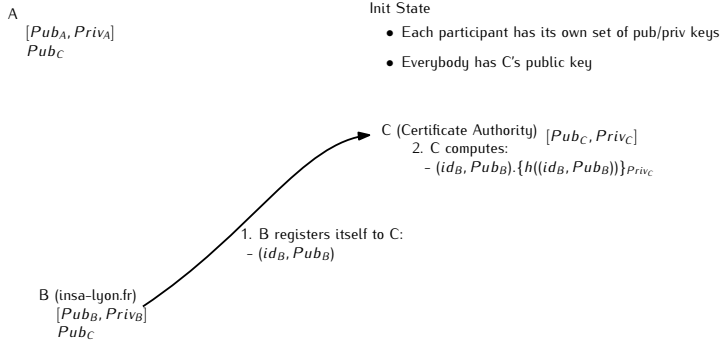 A
[Pub_A, Priv_A]
Pub_C
Init State
• Each participant has its own set of pub/priv keys
• Everybody has C's public key
C (Certificate Authority) [Pub_C, Priv_C]
2. C computes:
– (id_B, Pub_B).{h((id_B, Pub_B))}_{Priv_C}
1. B registers itself to C:
– (id_B, Pub_B)
B (insa-lyon.fr)
[Pub_B, Priv_B]
Pub_C